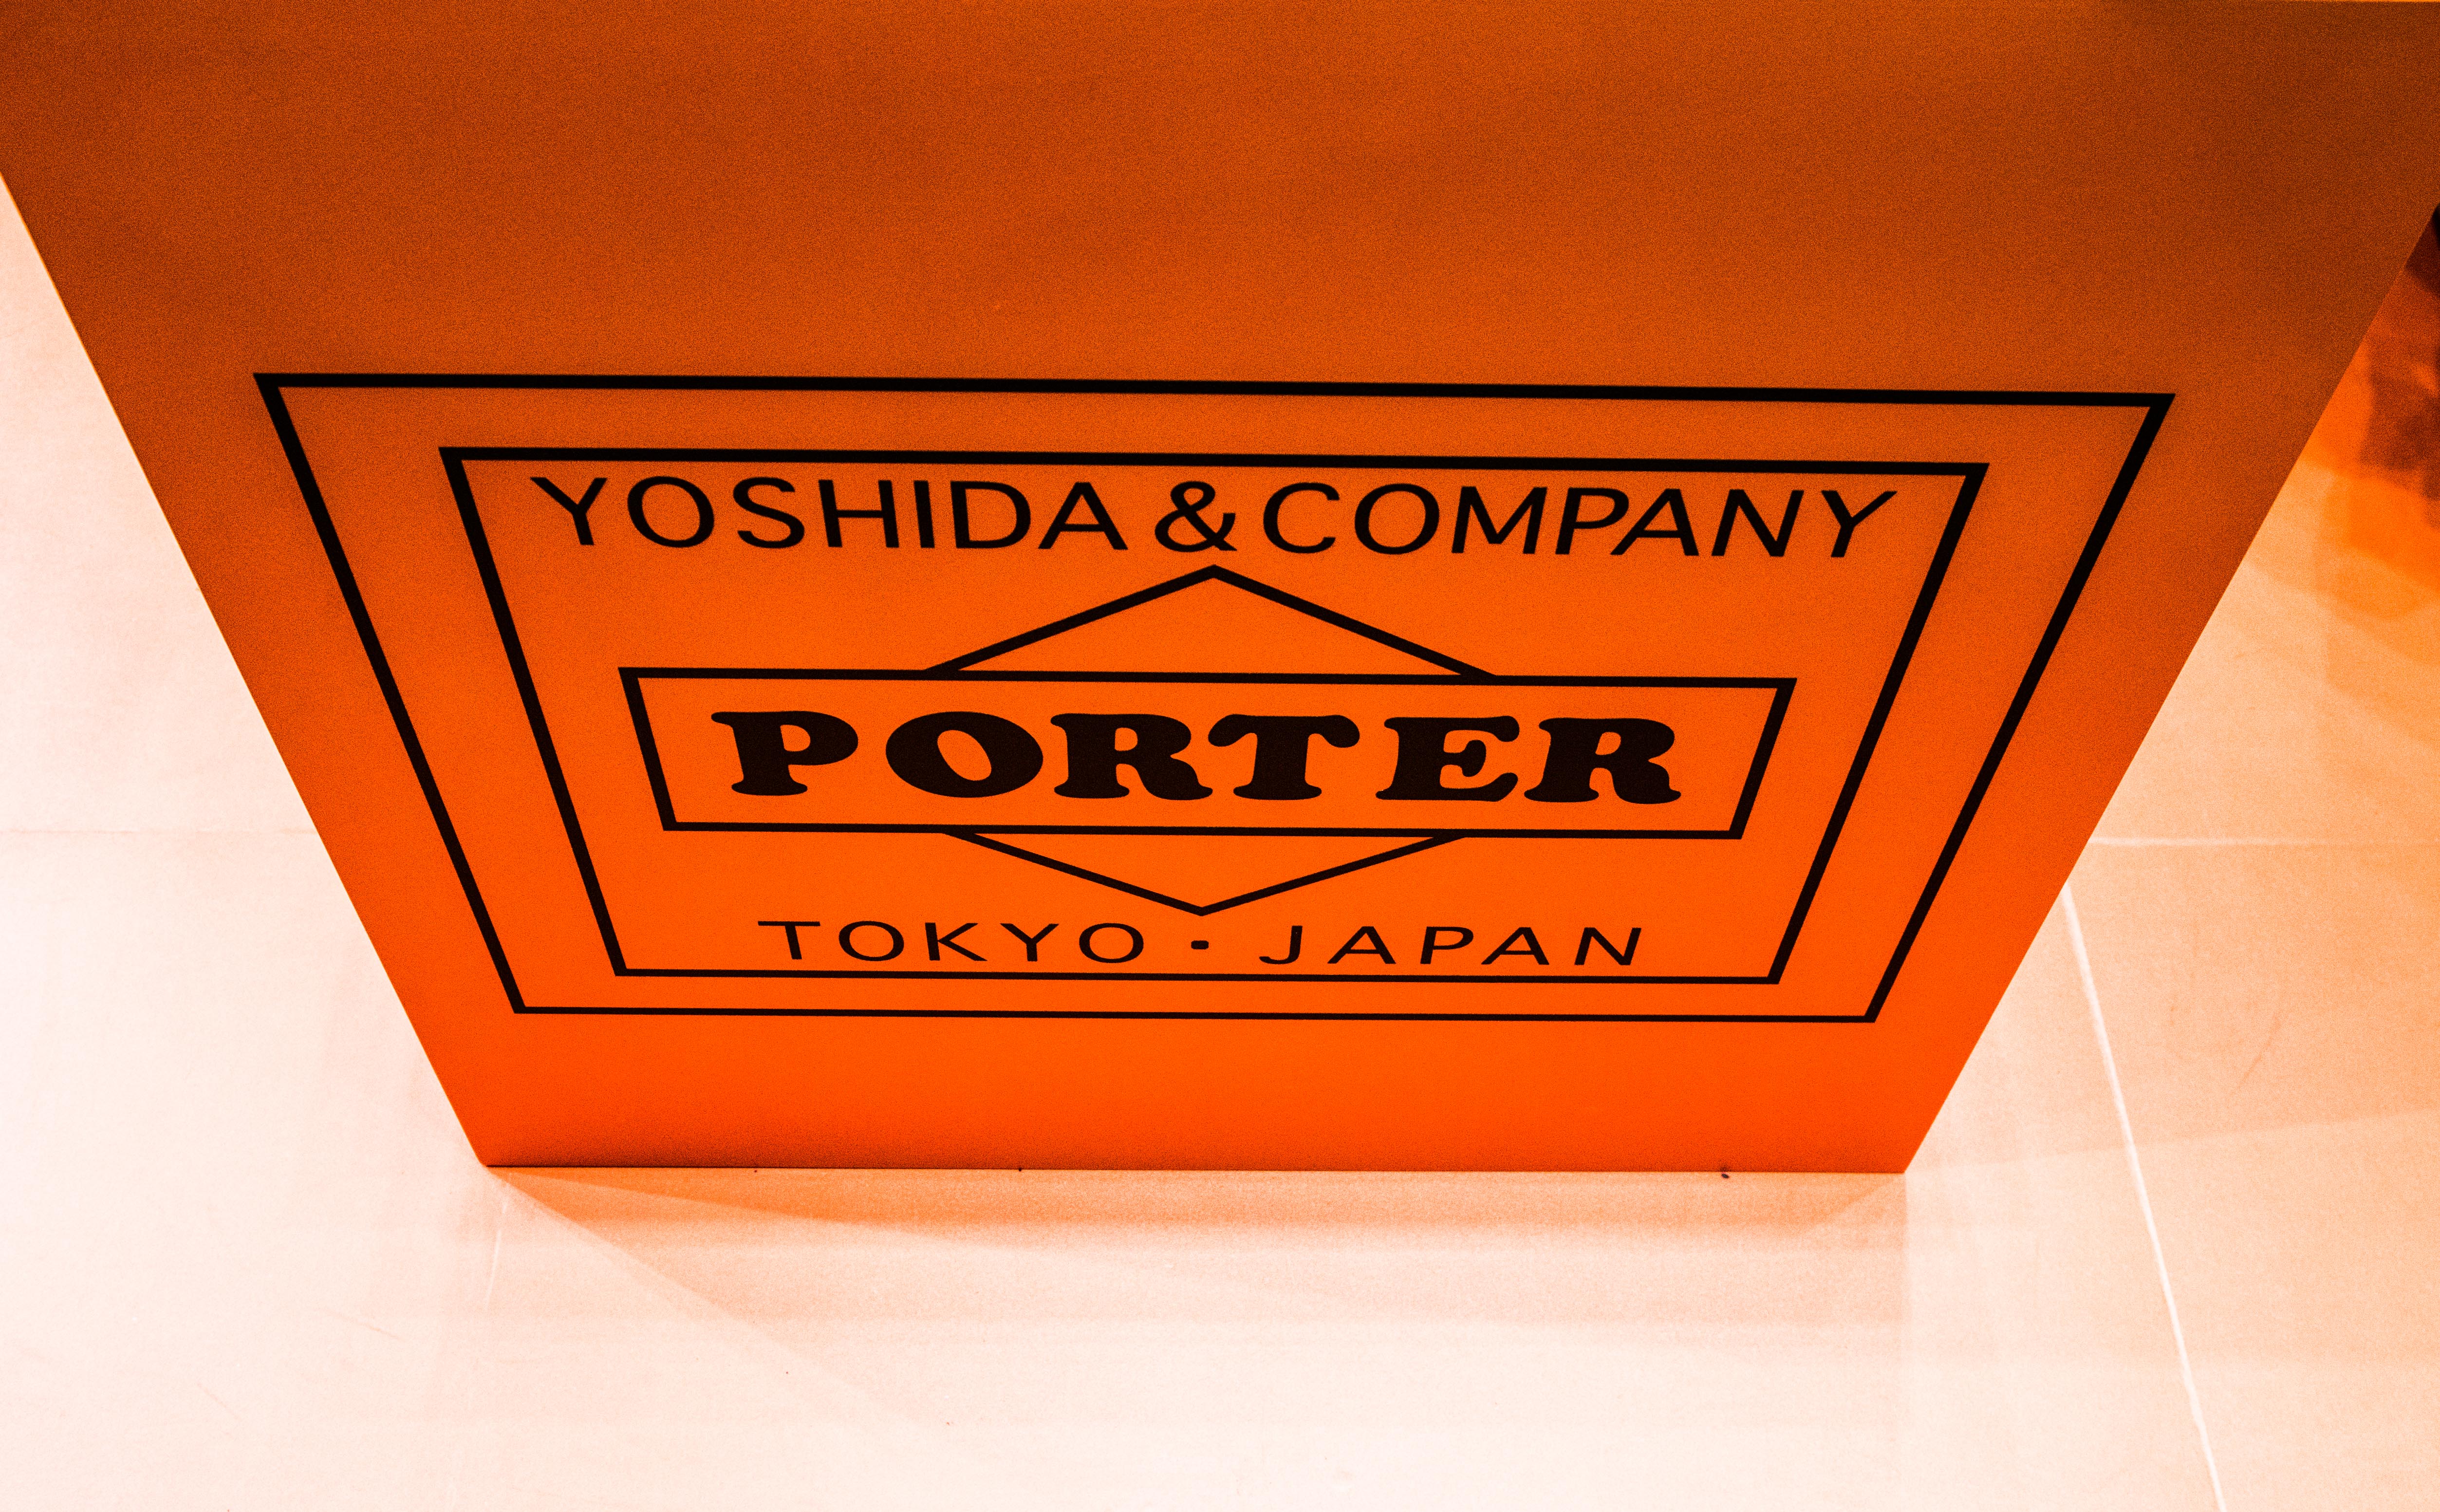 YOSHIDA & COMPANY
PORTER
TOKYO · JAPAN